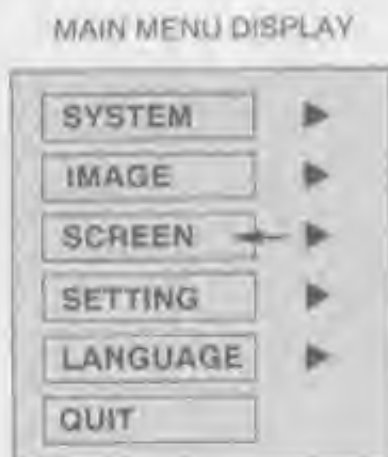 MAIN MENU DISPLAY
SYSTEM
IMAGE
SCREEN
SETTING
LANGUAGE
QUIT